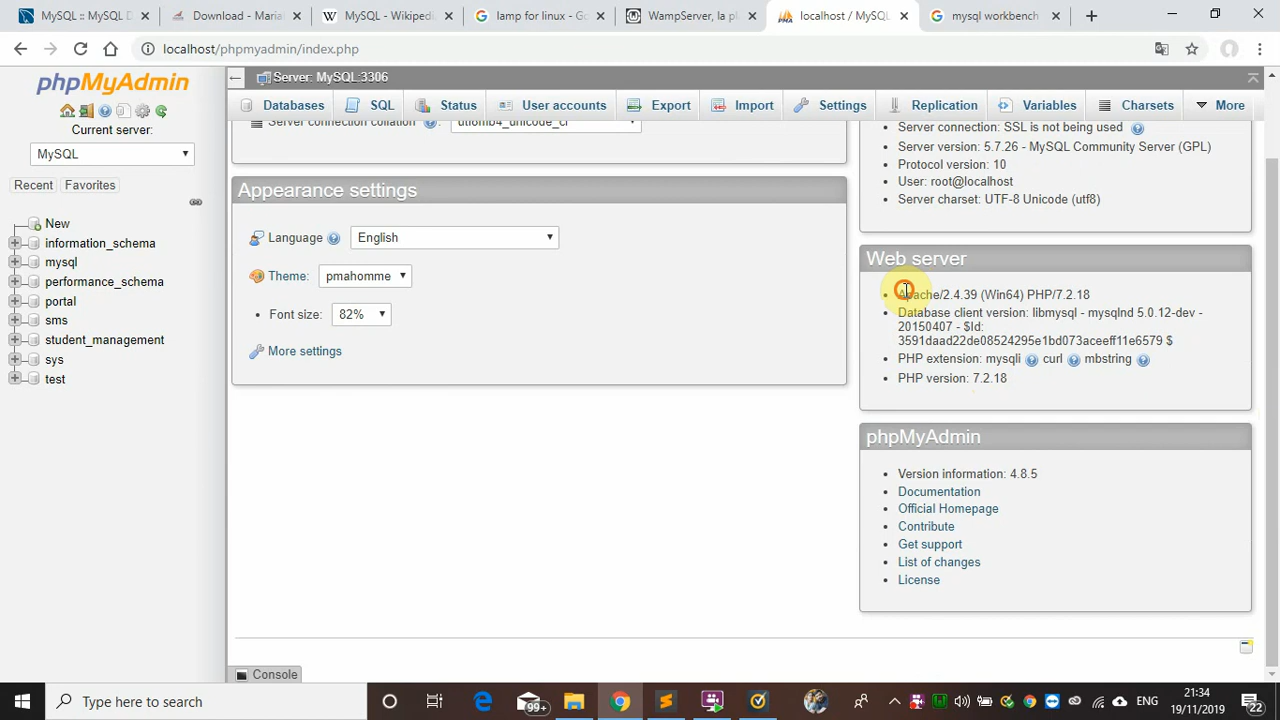 MySQL :: MySQL D
Download - Maria
MySQL - Wikipedi
lamp for linux - Go
WampServer, la pl
localhost / MySQL
mysql workbench
localhost/phpmyadmin/index.php
phpMyAdmin
Current server:
MySQL
Recent
Favorites
New
information_schema
mysql
performance_schema
portal
sms
student_management
sys
test
Server: MySQL:3306
Databases
SQL
Status
User accounts
Export
Import
Settings
Replication
Variables
Charsets
More
Server connection collation
utf8mb4_unicode_ci
Appearance settings
Language
English
Theme:
pmahomme
Font size:
82%
More settings
Server connection: SSL is not being used
Server version: 5.7.26 - MySQL Community Server (GPL)
Protocol version: 10
User: root@localhost
Server charset: UTF-8 Unicode (utf8)
Web server
Apache/2.4.39 (Win64) PHP/7.2.18
Database client version: libmysql - mysqlnd 5.0.12-dev -
20150407 - $Id:
3591daad22de08524295e1bd073aceeff11e6579 $
PHP extension: mysqli curl mbstring
PHP version: 7.2.18
phpMyAdmin
Version information: 4.8.5
Documentation
Official Homepage
Contribute
Get support
List of changes
License
Console
Type here to search
99+
ENG
21:34
19/11/2019
22